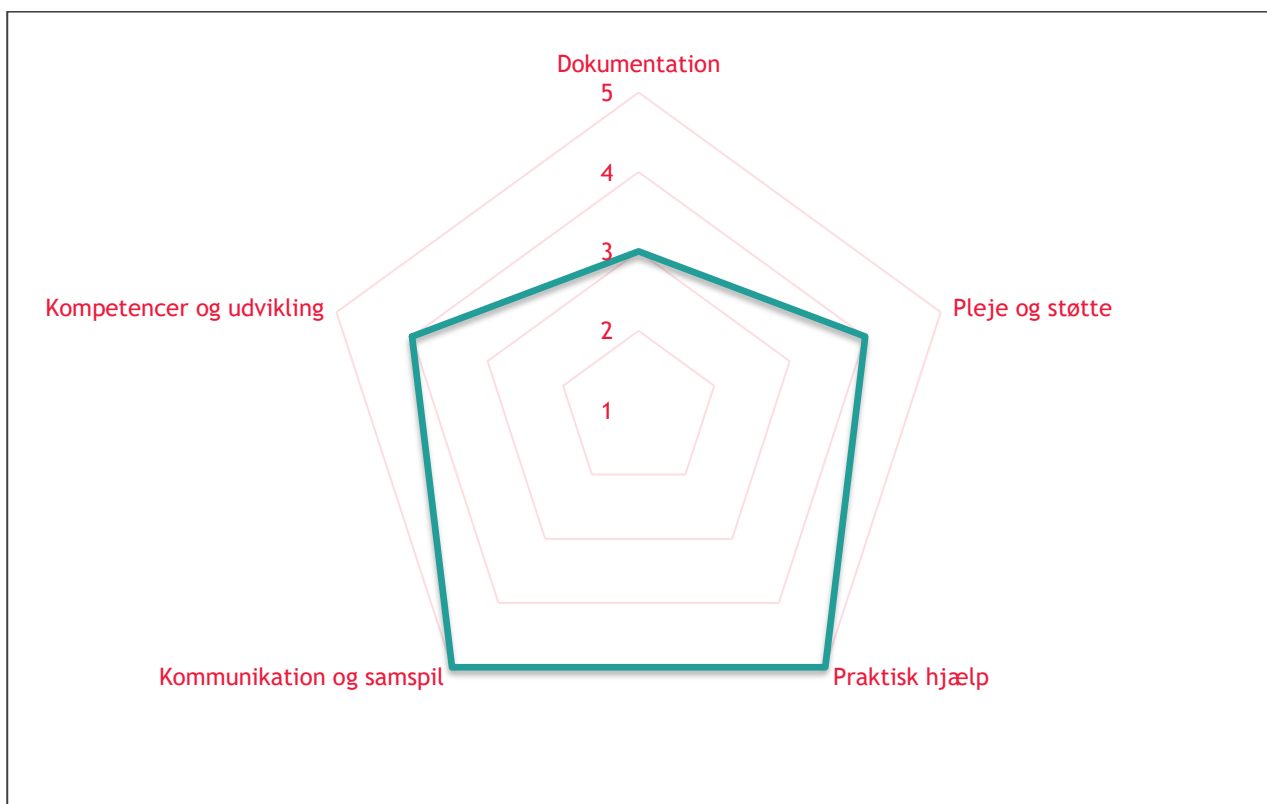 Dokumentation
5
4
3
Kompetencer og udvikling
Pleje og støtte
2
1
Kommunikation og samspil
Praktisk hjælp